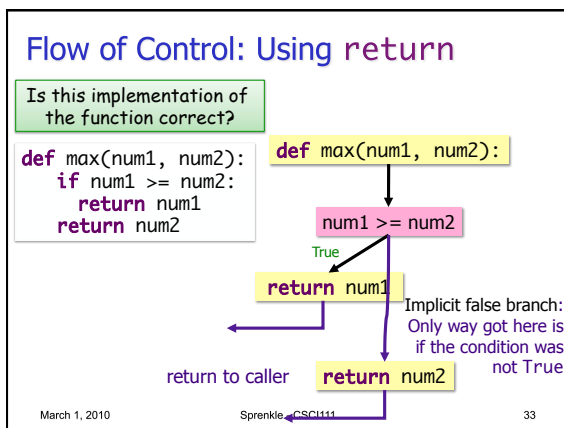 Flow of Control: Using return
Is this implementation of
the function correct?
def max(num1, num2):
if num1 >= num2:
return num1
return num2
def max(num1, num2):
num1 >= num2
True
return num1
Implicit false branch:
Only way got here is
if the condition was
not True
return to caller
return num2
March 1, 2010
Sprenkle - CSCI111
33